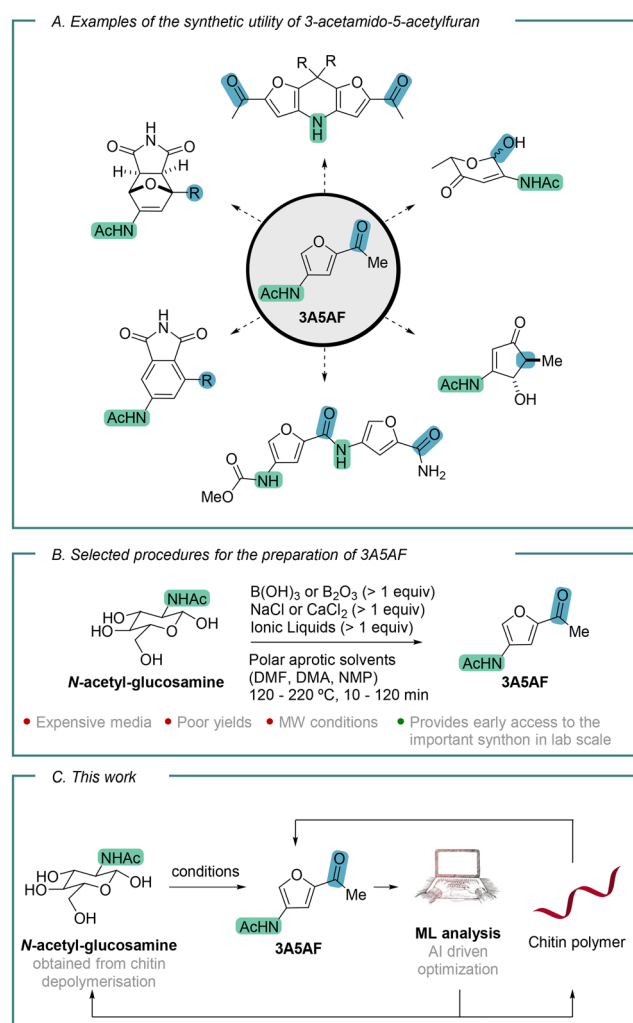 A. Examples of the synthetic utility of 3-acetamido-5-acetylfuran
R R
O O O
N
H
O
NH
O
H
O
H
R
AcHN
OH
O
O
NHAc
O
O
Me
AcHN
3A5AF
O
NH
O
R
AcHN
O
Me
AcHN
OH
O
O
O
O
N
H
NH2
O
NH
MeO
O
B. Selected procedures for the preparation of 3A5AF
NHAc
HO
HO
O
OH
HO
N-acetyl-glucosamine
B(OH)3 or B2O3 (> 1 equiv)
NaCl or CaCl2 (> 1 equiv)
Ionic Liquids (> 1 equiv)
Polar aprotic solvents
(DMF, DMA, NMP)
120 - 220 ºC, 10 - 120 min
O
O
Me
AcHN
3A5AF
• Expensive media • Poor yields • MW conditions • Provides early access to the
important synthon in lab scale
C. This work
NHAc
HO
HO
O
OH
OH
N-acetyl-glucosamine
obtained from chitin
depolymerisation
conditions
O
O
Me
AcHN
3A5AF
ML analysis
AI driven
optimization
Chitin polymer